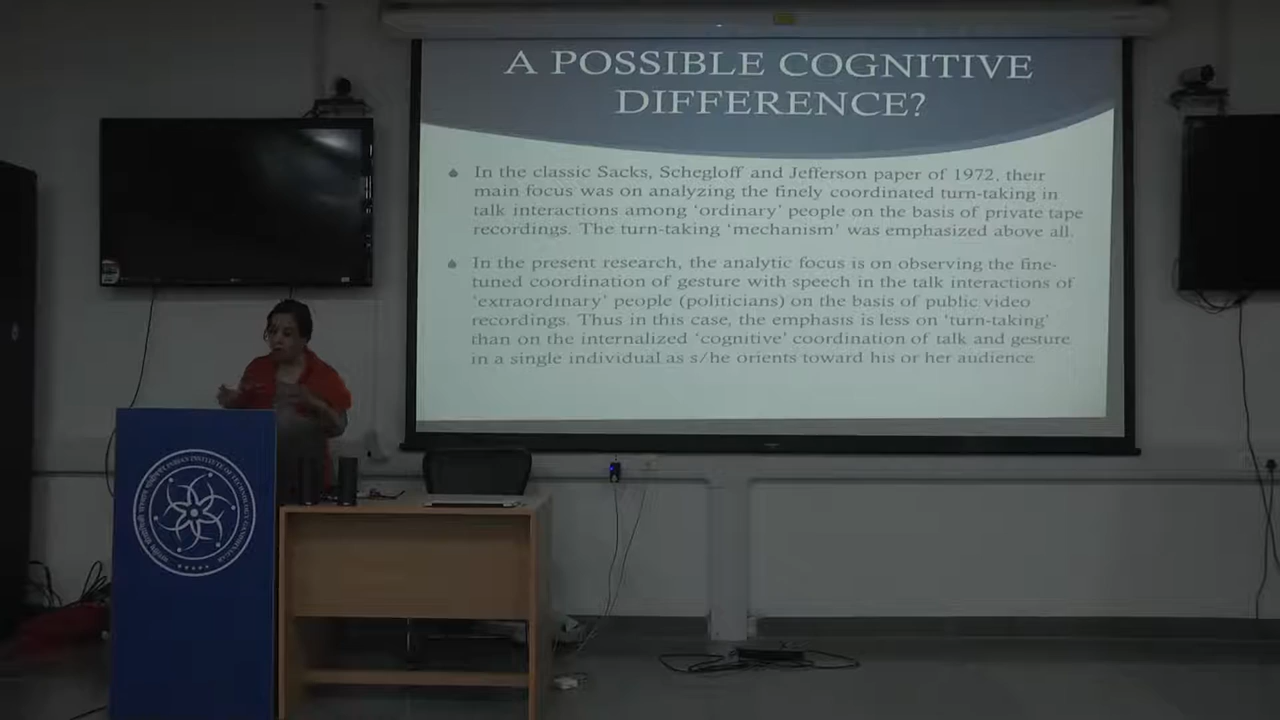 A POSSIBLE COGNITIVE
DIFFERENCE?
In the classic Sacks, Schegloff and Jefferson paper of 1972, their
main focus was on analyzing the finely coordinated turn-taking in
talk interactions among ‘ordinary’ people on the basis of private tape
recordings. The turn-taking ‘mechanism’ was emphasized above all.
In the present research, the analytic focus is on observing the fine-
tuned coordination of gesture with speech in the talk interactions of
‘extraordinary’ people (politicians) on the basis of public video
recordings. Thus in this case, the emphasis is less on ‘turn-taking’
than on the internalized ‘cognitive’ coordination of talk and gesture
in a single individual as s/he orients toward his or her audience
INDIAN INSTITUTE OF TECHNOLOGY GANDHINAGAR